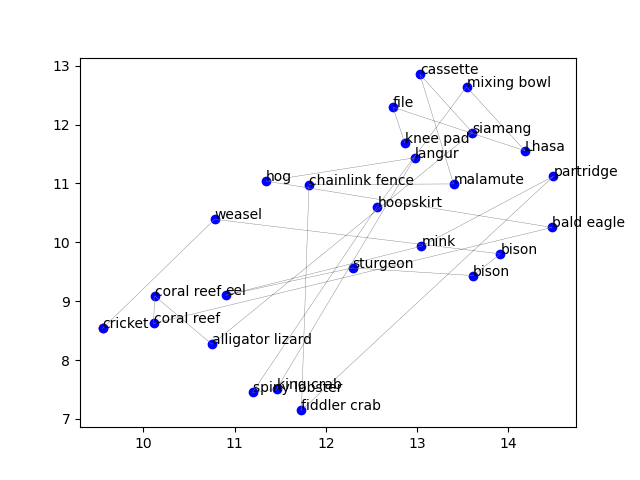 13
cassette
mixing bowl
file
12
siamang
knee pad
Lhasa
langur
partridge
hog
chainlink fence
malamute
11
hoopskirt
weasel
bald eagle
mink
10
bison
sturgeon
bison
coral reef
eel
9
cricket
coral reef
alligator lizard
8
spiny lobster
king crab
fiddler crab
7
10
11
12
13
14